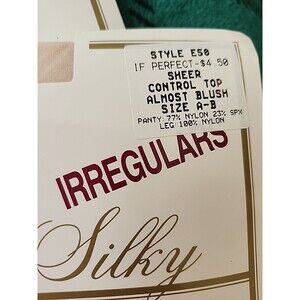 STYLE E50
IF PERFECT-$4.50
SHEER
CONTROL TOP
ALMOST BLUSH
SIZE A-B
PANTY: 77% NYLON 23% SPX
LEG: 100% NYLON
IRREGULARS
Silky